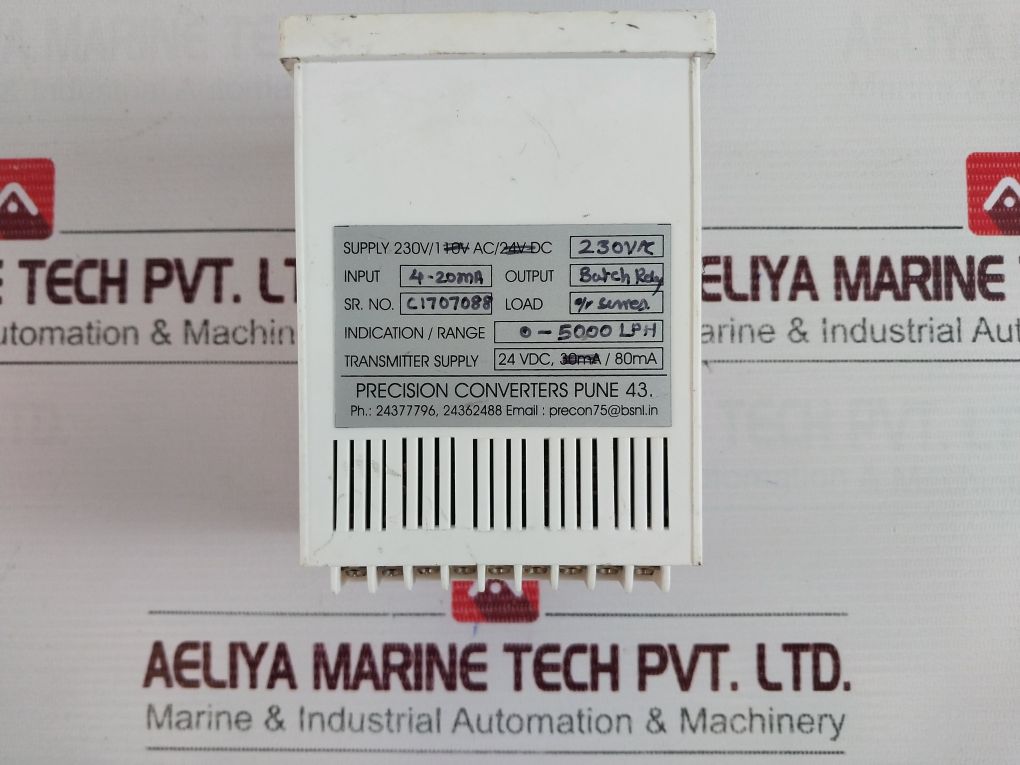 SUPPLY 230V/110V AC/24V DC 230VAC
INPUT 4-20mA OUTPUT Batch Relay
SR. NO. C1707088 LOAD
INDICATION / RANGE 0-5000 LPH
TRANSMITTER SUPPLY 24 VDC, 30mA / 80mA
PRECISION CONVERTERS PUNE 43.
Ph.: 24377796, 24362488 Email : precon75@bsnl.in
TECH PVT. LT
Automation & Machin
ELIYA MARINE T
arine & Industrial Aut
AELIYA MARINE TECH PVT. LTD.
Marine & Industrial Automation & Machinery